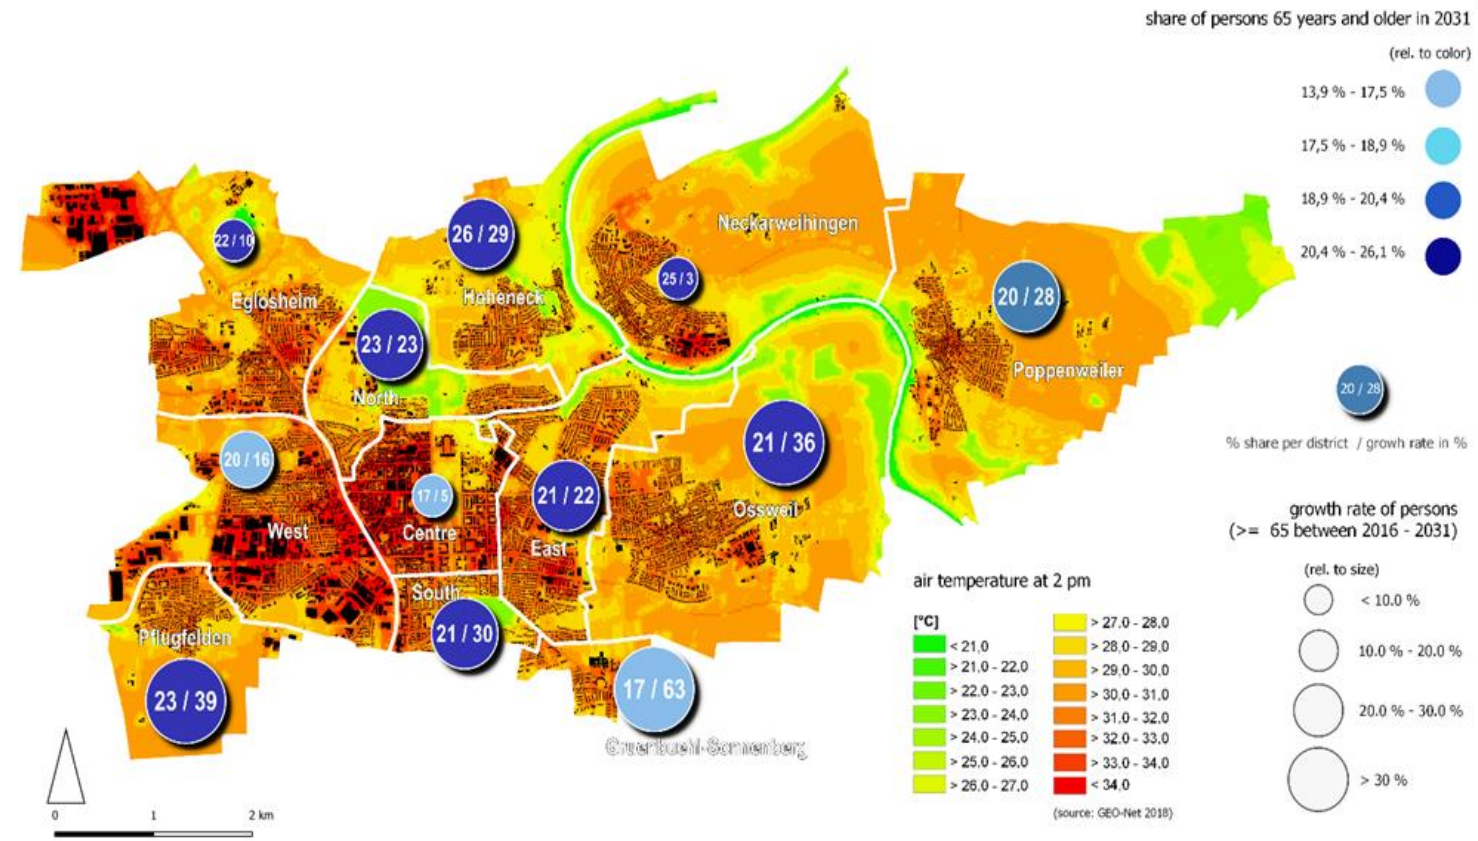 share of persons 65 years and older in 2031
(rel. to color)
13,9 % - 17,5 %
17,5 % - 18,9 %
18,9 % - 20,4 %
20,4 % - 26,1 %
20 / 28
% share per district / growth rate in %
growth rate of persons
(>= 65 between 2016 - 2031)
(rel. to size)
< 10.0 %
10.0 % - 20.0 %
20.0 % - 30.0 %
> 30 %
22 / 10
Eglosheim
26 / 29
Hoheneck
23 / 23
North
25 / 3
Neckarweihingen
20 / 28
Poppenweiler
20 / 16
West
17 / 5
Centre
21 / 22
East
21 / 36
Ossweil
South
21 / 30
Pflugfelden
23 / 39
17 / 63
Gruenbuehl-Sonnenberg
air temperature at 2 pm
[°C]
< 21,0
> 21,0 - 22,0
> 22,0 - 23,0
> 23,0 - 24,0
> 24,0 - 25,0
> 25,0 - 26,0
> 26,0 - 27,0
> 27,0 - 28,0
> 28,0 - 29,0
> 29,0 - 30,0
> 30,0 - 31,0
> 31,0 - 32,0
> 32,0 - 33,0
> 33,0 - 34,0
< 34,0
(source: GEO-Net 2018)
0 1 2 km